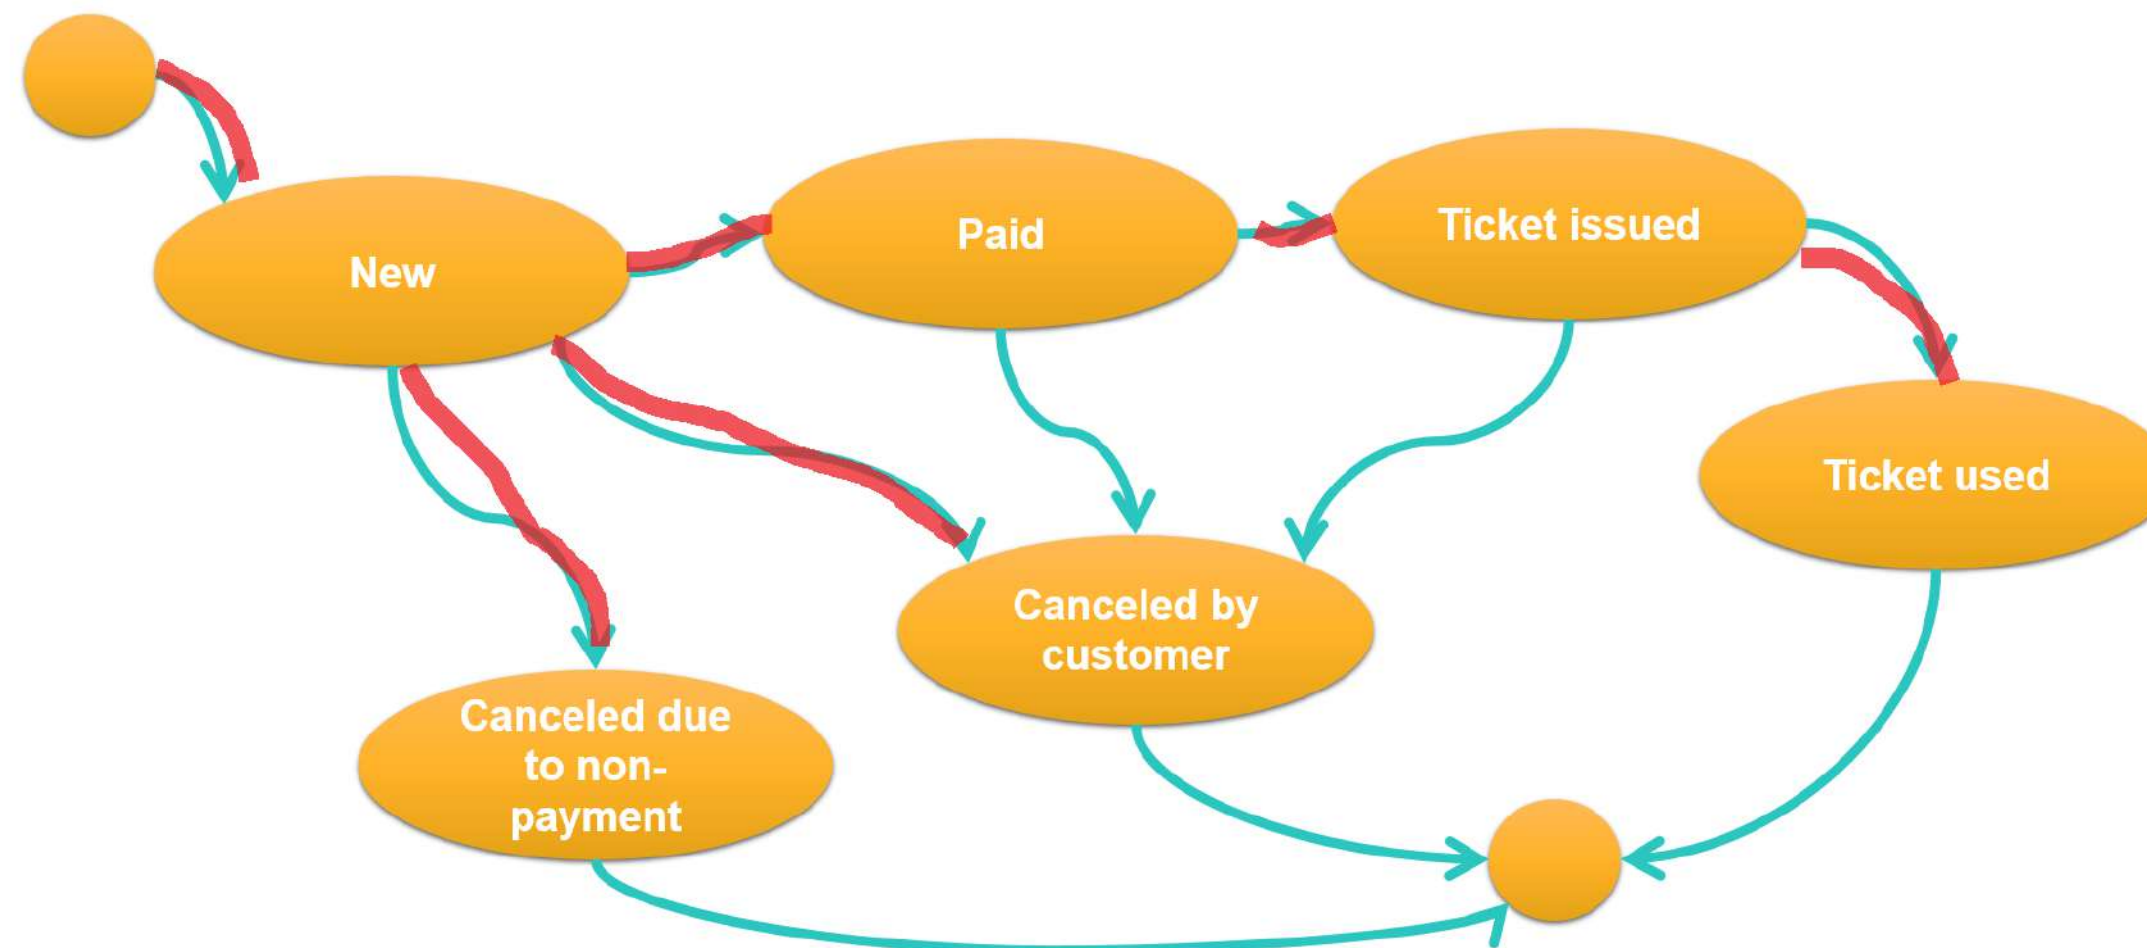 New
Paid
Ticket issued
Ticket used
Canceled by
customer
Canceled due
to non-
payment